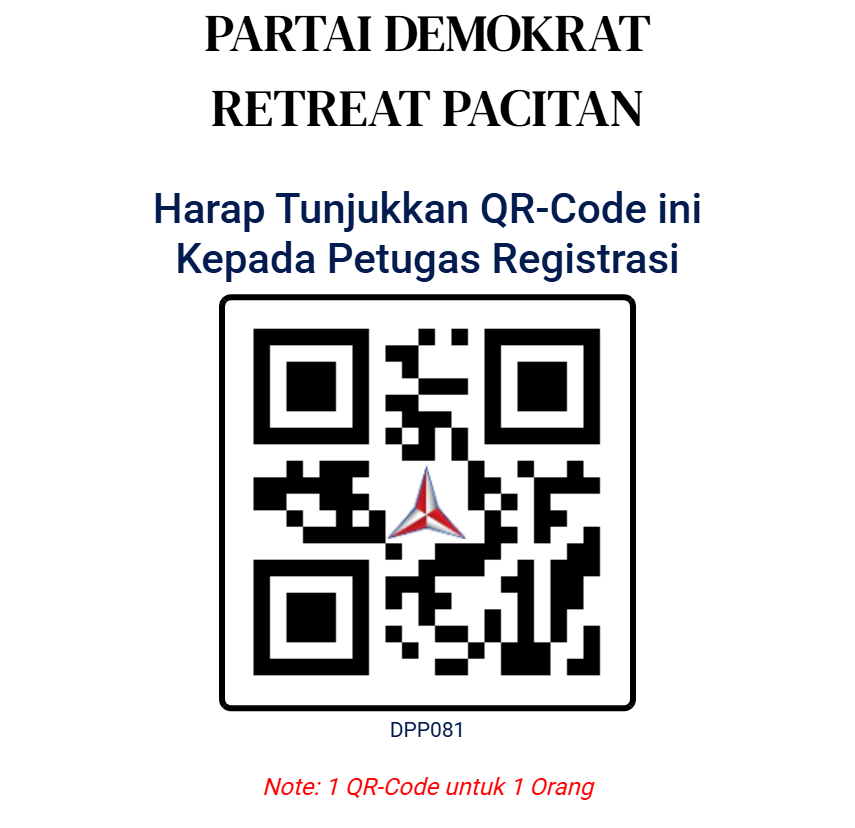 PARTAI DEMOKRAT
RETREAT PACITAN
Harap Tunjukkan QR-Code ini
Kepada Petugas Registrasi
DPP081
Note: 1 QR-Code untuk 1 Orang